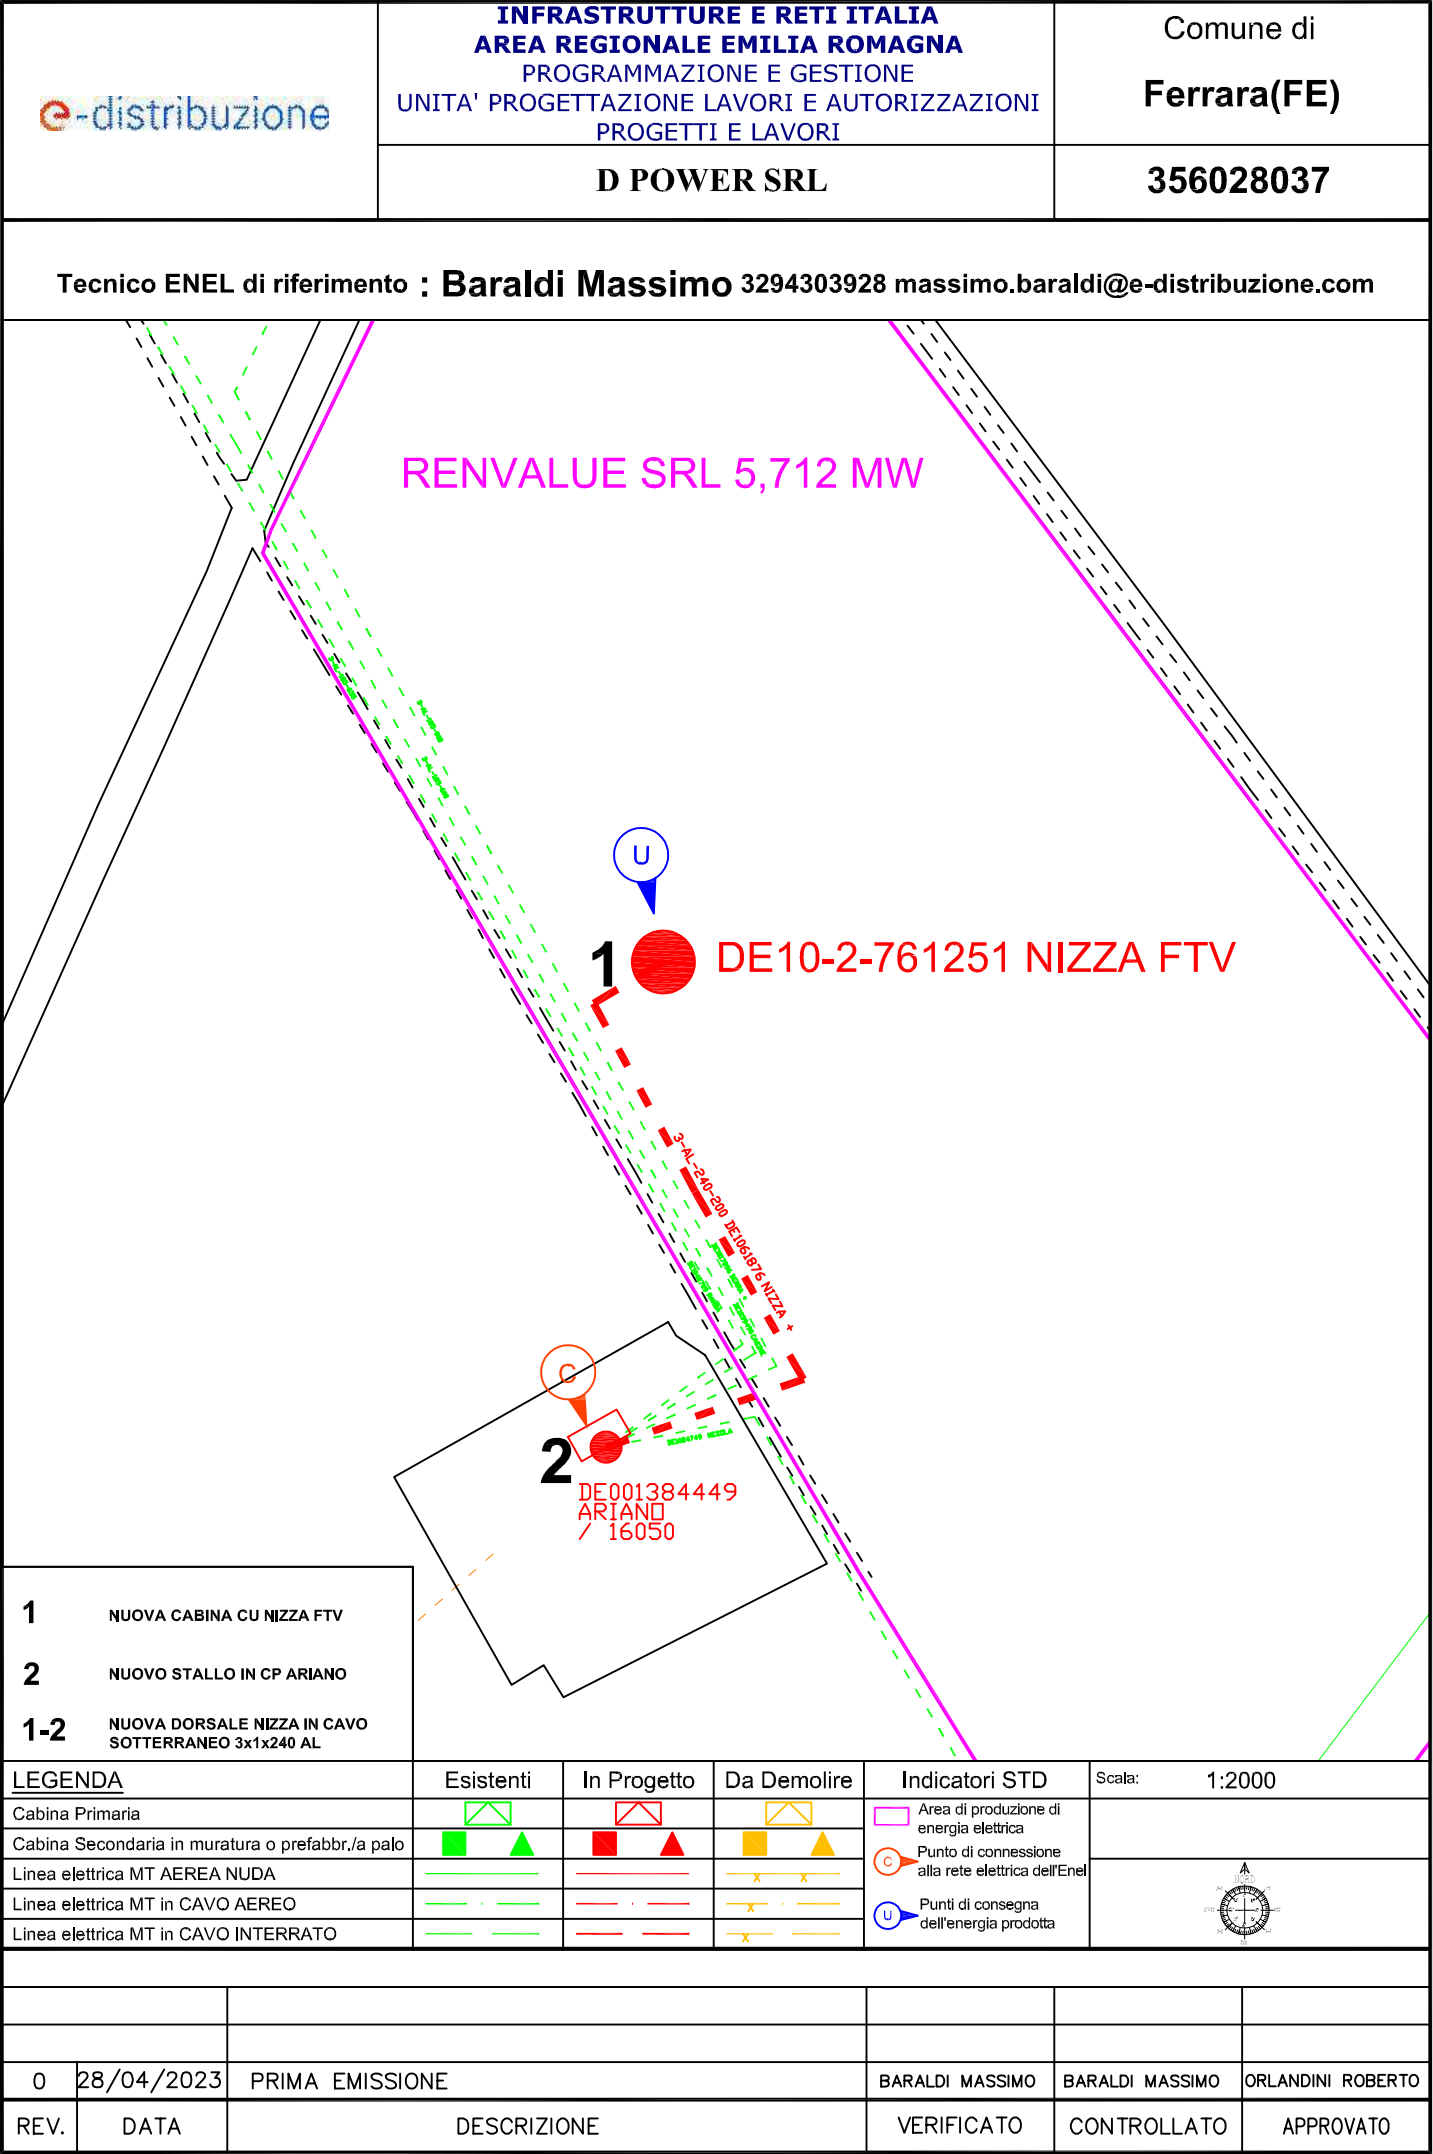 e-distribuzione
INFRASTRUTTURE E RETI ITALIA
AREA REGIONALE EMILIA ROMAGNA
PROGRAMMAZIONE E GESTIONE
UNITA' PROGETTAZIONE LAVORI E AUTORIZZAZIONI
PROGETTI E LAVORI
D POWER SRL
Comune di
Ferrara(FE)
356028037
Tecnico ENEL di riferimento : Baraldi Massimo 3294303928 massimo.baraldi@e-distribuzione.com
RENVALUE SRL 5,712 MW
U
1
DE10-2-761251 NIZZA FTV
3-AL-240-200 DE1061876 NIZZA +
C
2
DE001384449
ARIANO
/ 16050
1 NUOVA CABINA CU NIZZA FTV
2 NUOVO STALLO IN CP ARIANO
1-2 NUOVA DORSALE NIZZA IN CAVO
SOTTERRANEO 3x1x240 AL
LEGENDA Esistenti In Progetto Da Demolire
Cabina Primaria
Cabina Secondaria in muratura o prefabbr./a palo
Linea elettrica MT AEREA NUDA x x
Linea elettrica MT in CAVO AEREO x
Linea elettrica MT in CAVO INTERRATO x
Indicatori STD
Area di produzione di
energia elettrica
C Punto di connessione
alla rete elettrica dell'Enel
U Punti di consegna
dell'energia prodotta
Scala: 1:2000
NORD
0 28/04/2023 PRIMA EMISSIONE BARALDI MASSIMO BARALDI MASSIMO ORLANDINI ROBERTO
REV. DATA DESCRIZIONE VERIFICATO CONTROLLATO APPROVATO